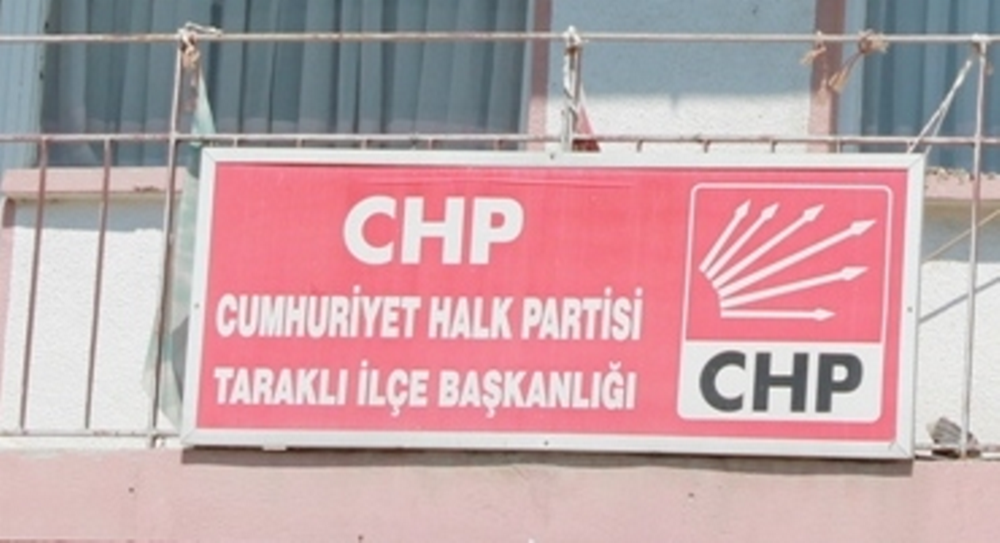 CHP
CUMHURİYET HALK PARTİSİ
TARAKLI İLÇE BAŞKANLIĞI
CHP